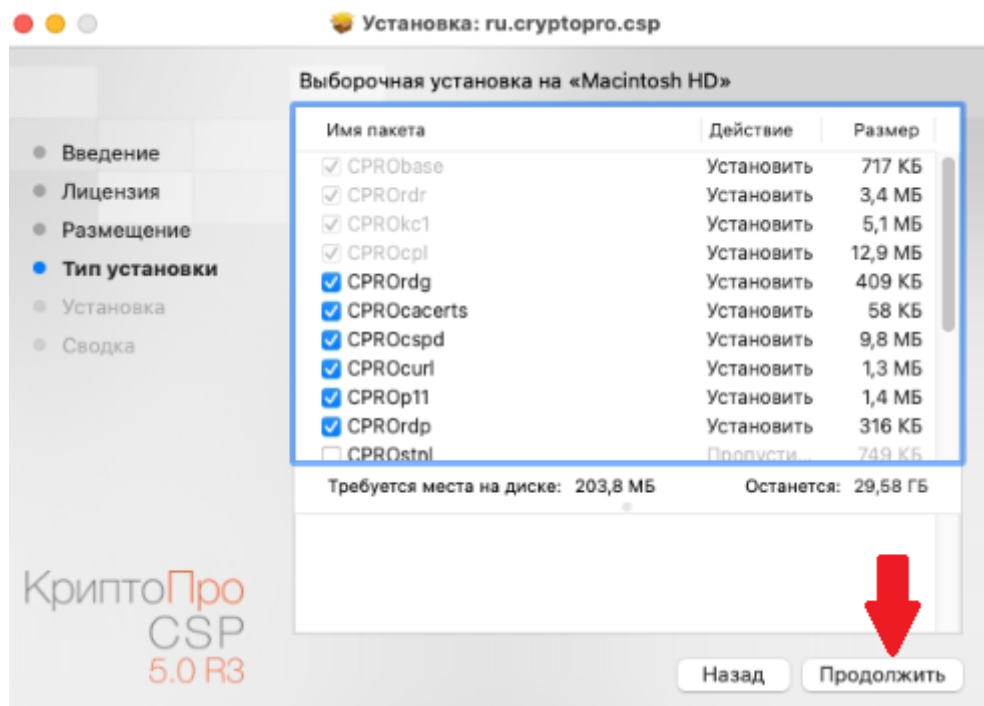 Установка: ru.cryptopro.csp
Выборочная установка на «Macintosh HD»
Введение
Лицензия
Размещение
Тип установки
Установка
Сводка
Имя пакета Действие Размер
CPRObase Установить 717 КБ
CPROrdr Установить 3,4 МБ
CPROkc1 Установить 5,1 МБ
CPROcpl Установить 12,9 МБ
CPROrdg Установить 409 КБ
CPROcacerts Установить 58 КБ
CPROcspd Установить 9,8 МБ
CPROcurl Установить 1,3 МБ
CPROp11 Установить 1,4 МБ
CPROrdp Установить 316 КБ
CPROstnl Пропусти... 749 КБ
Требуется места на диске: 203,8 МБ Останется: 29,58 ГБ
КриптоПро
CSP
5.0 R3
Назад Продолжить